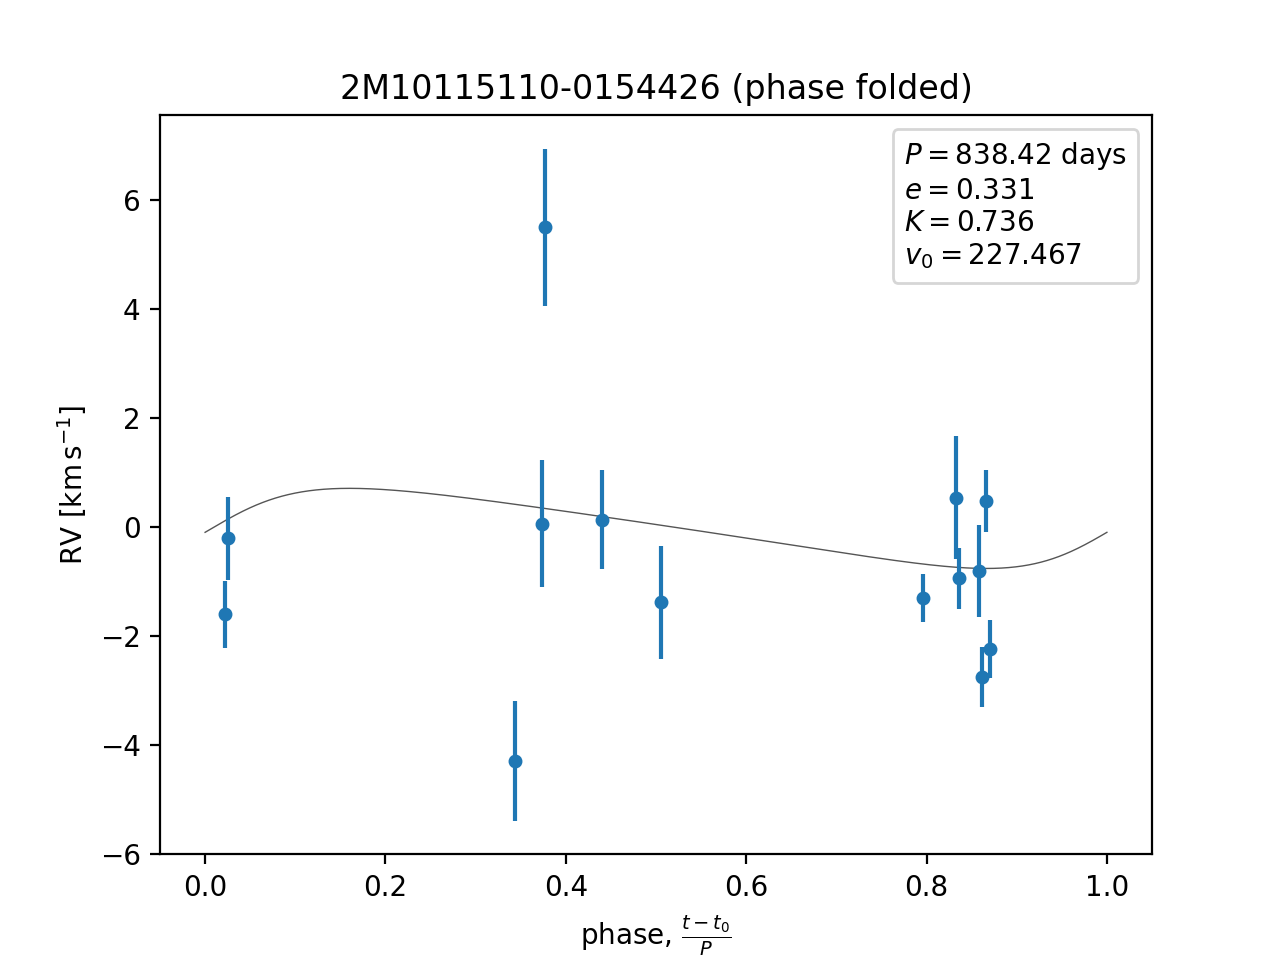 2M10115110-0154426 (phase folded)
P = 838.42 days
e = 0.331
K = 0.736
v₀ = 227.467
6
4
2
0
−2
−4
−6
RV [km s⁻¹]
0.0 0.2 0.4 0.6 0.8 1.0
phase, (t − t₀)/P